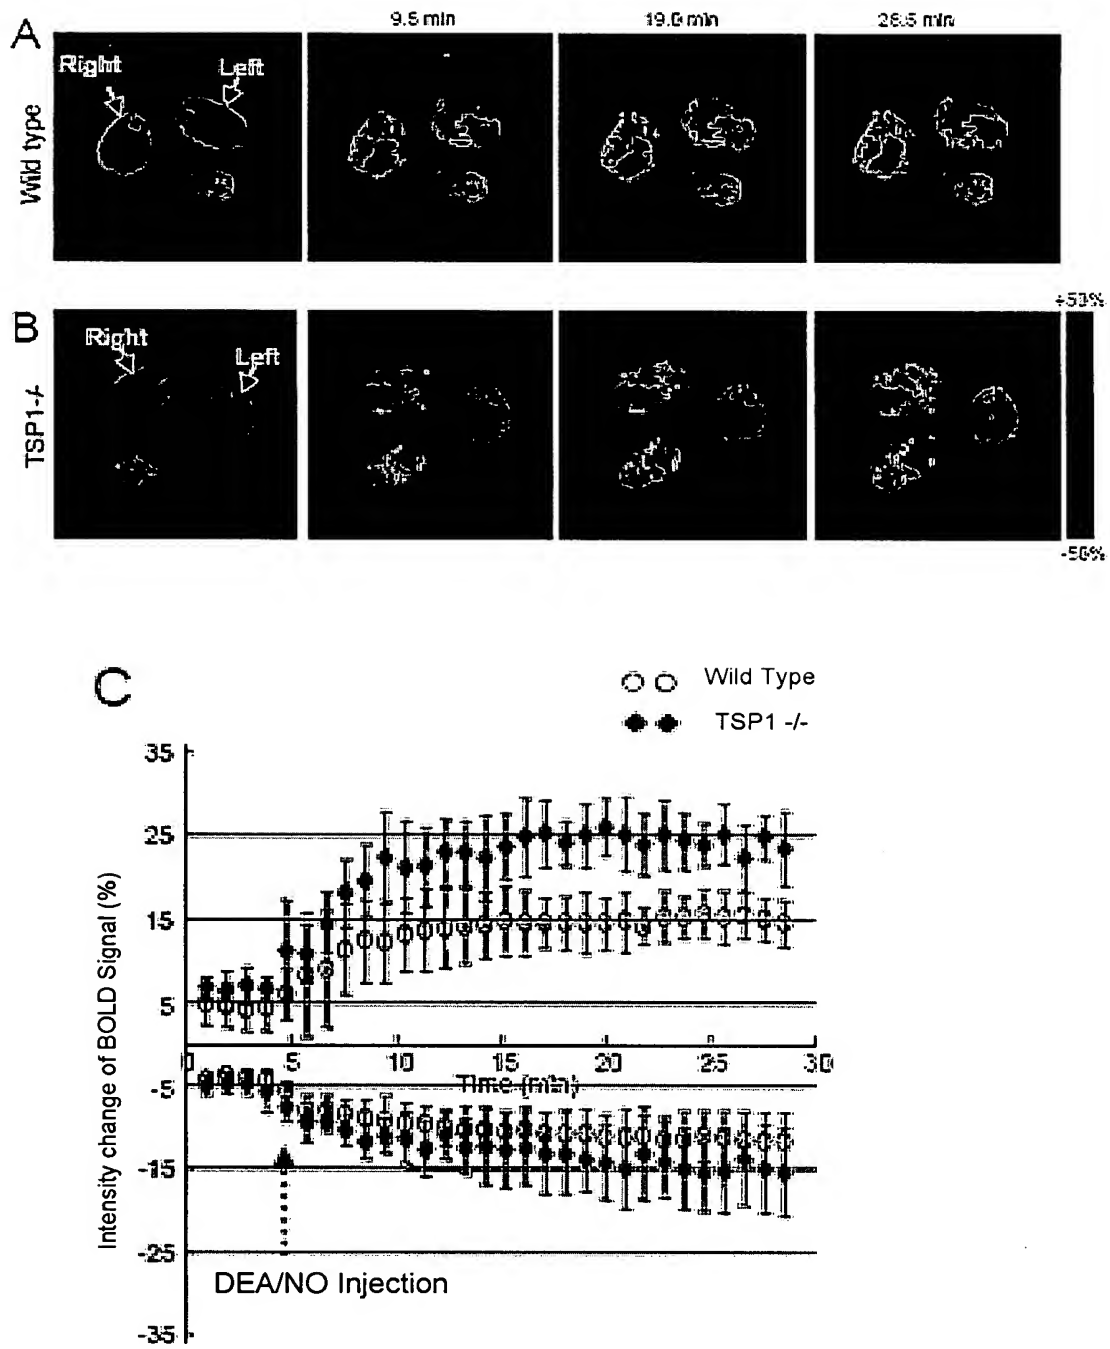 9.5 min 19.0 min 28.5 min
A
Right Left
Wild type
+50%
B
Right Left
TSP1-/-
-50%
C
Wild Type
TSP1 -/-
35
25
15
5
0 5 10 15 20 25 30
Time (min)
-5
-15
-25
-35
Intensity change of BOLD Signal (%)
DEA/NO Injection